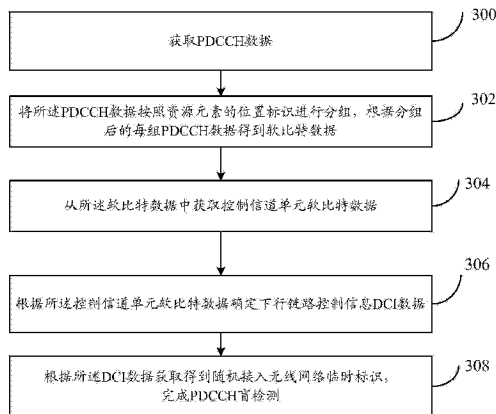 300
获取PDCCH数据
302
将所述PDCCH数据按照资源元素的位置标识进行分组，根据分组
后的每组PDCCH数据得到软比特数据
304
从所述软比特数据中获取控制信道单元软比特数据
306
根据所述控制信道单元软比特数据确定下行链路控制信息DCI数据
308
根据所述DCI数据获取得到随机接入无线网络临时标识，
完成PDCCH盲检测